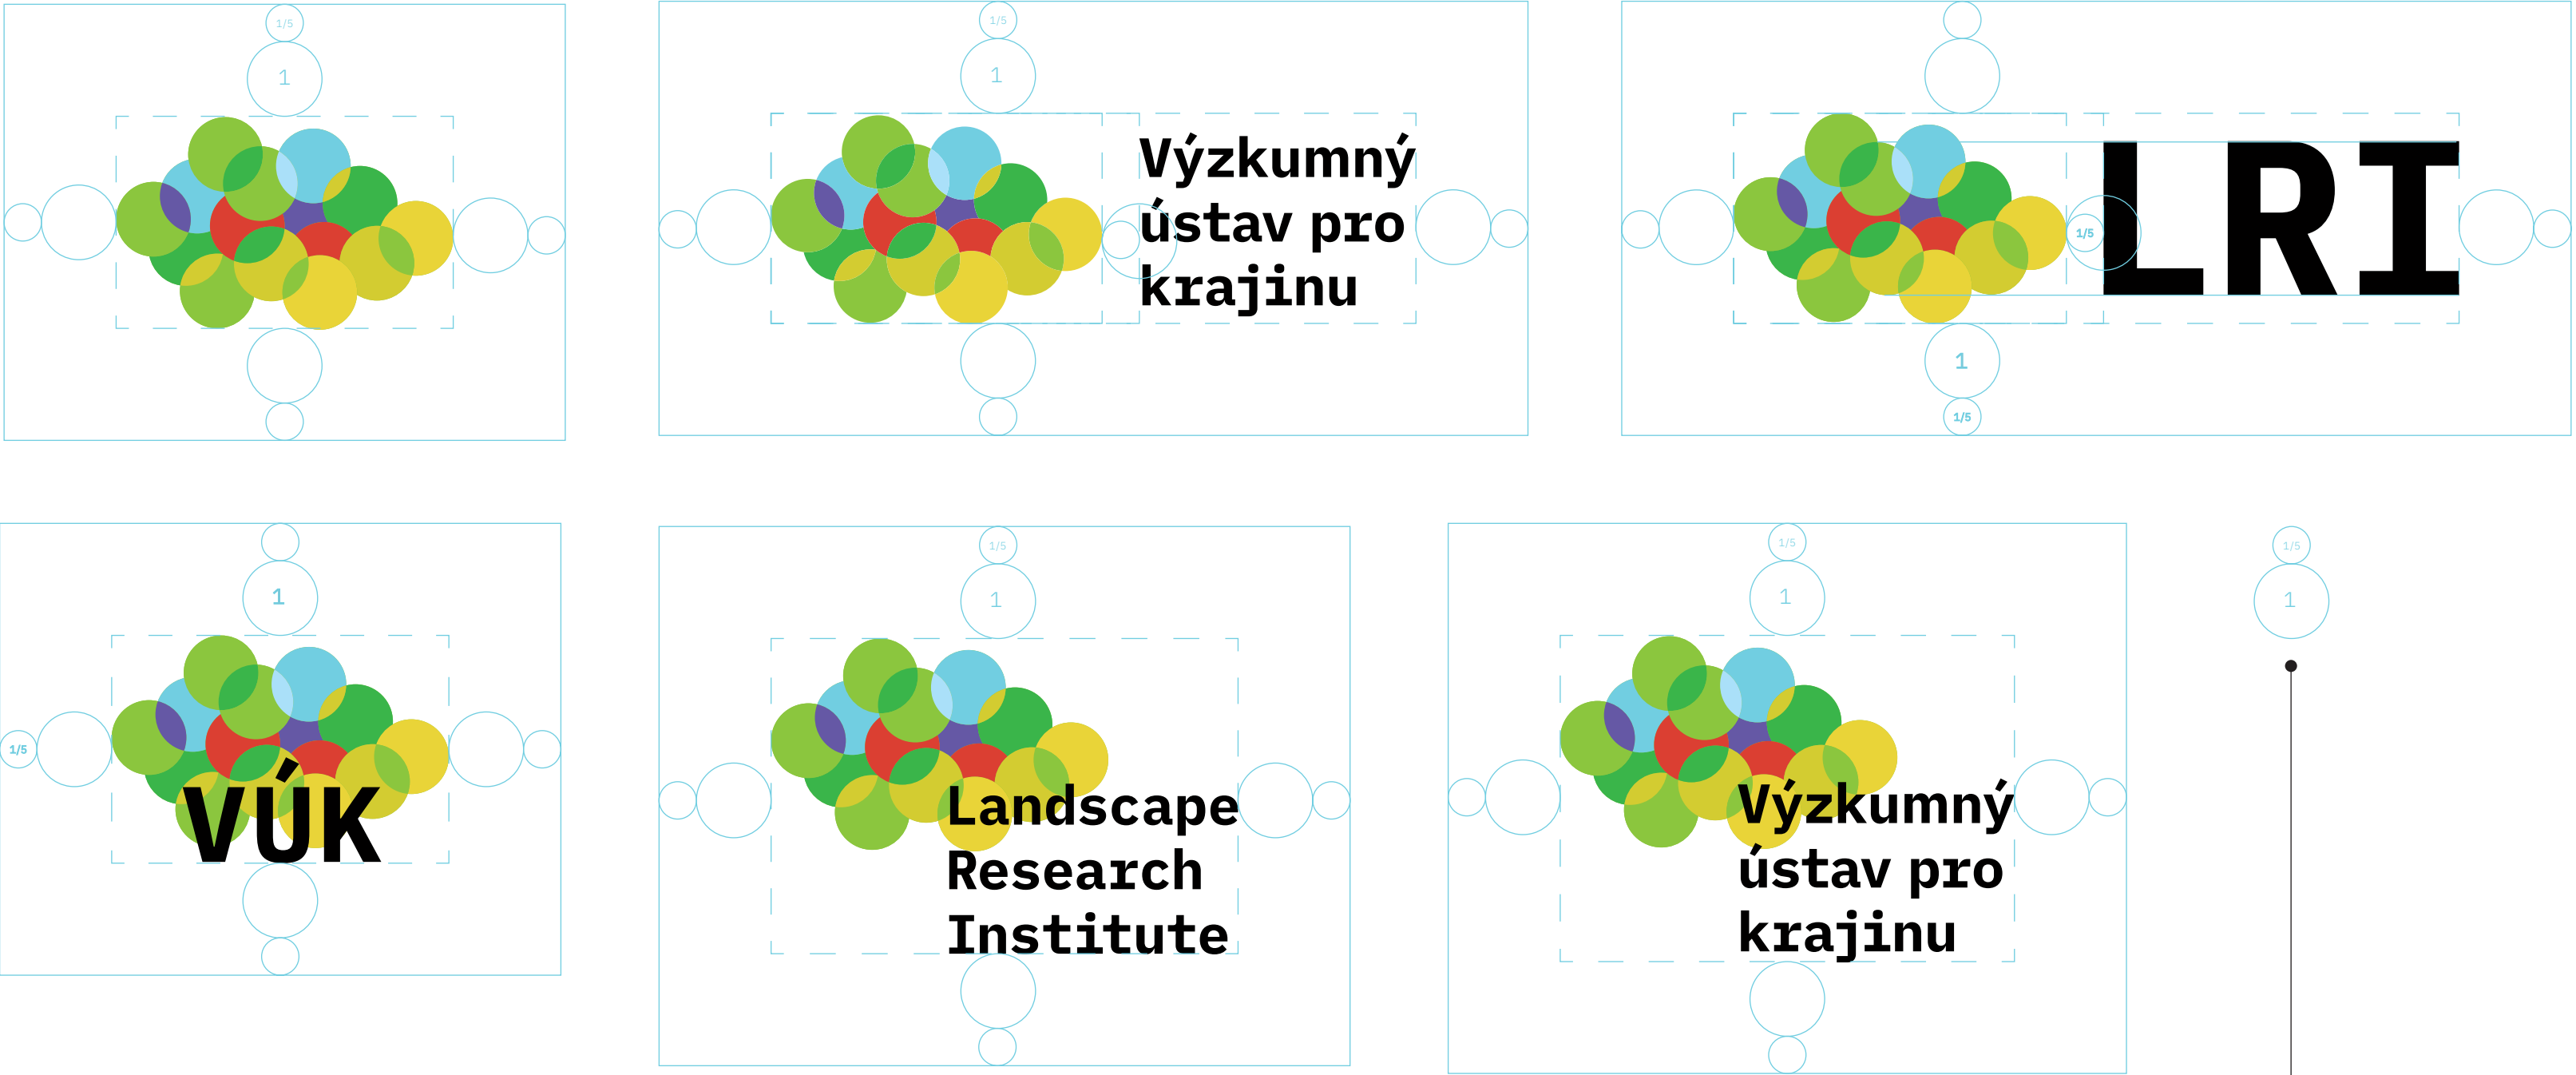 1/5
1
1/5
1
Výzkumný
ústav pro
krajinu
LRI
1/5
1
1/5
1
1/5
VÚK
1/5
1
Landscape
Research
Institute
1/5
1
Výzkumný
ústav pro
krajinu
1/5
1